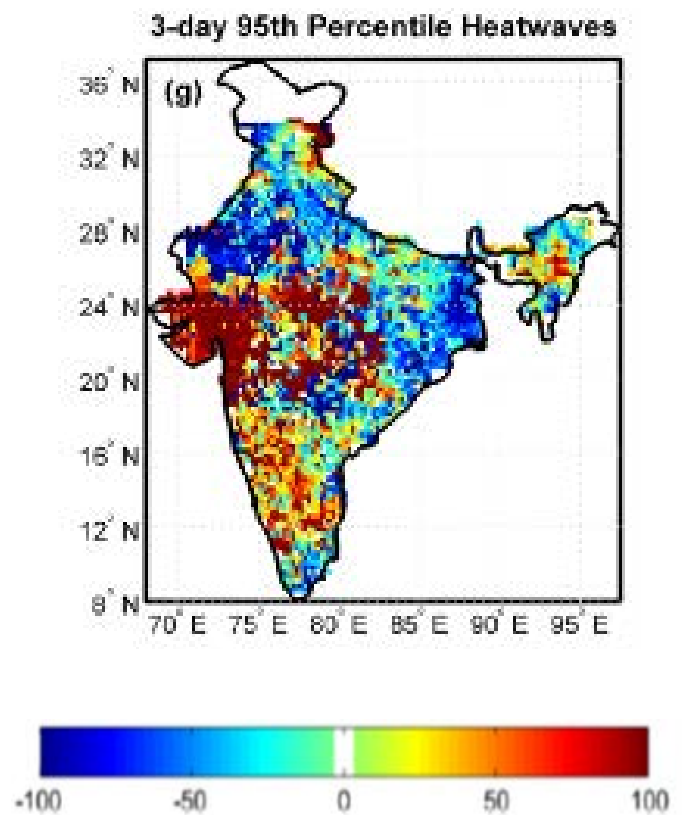 3-day 95th Percentile Heatwaves
(g)
36° N
32° N
28° N
24° N
20° N
16° N
12° N
8° N
70° E 75° E 80° E 85° E 90° E 95° E
-100 -50 0 50 100